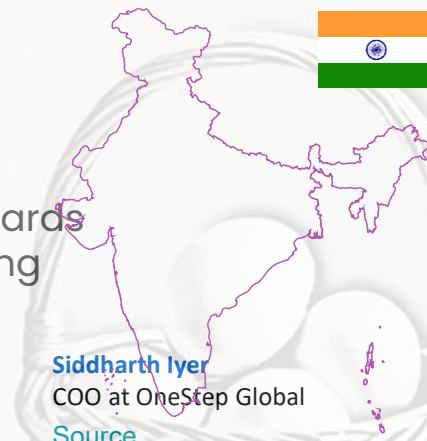 ards
ng
Siddharth Iyer
COO at OneStep Global
Source